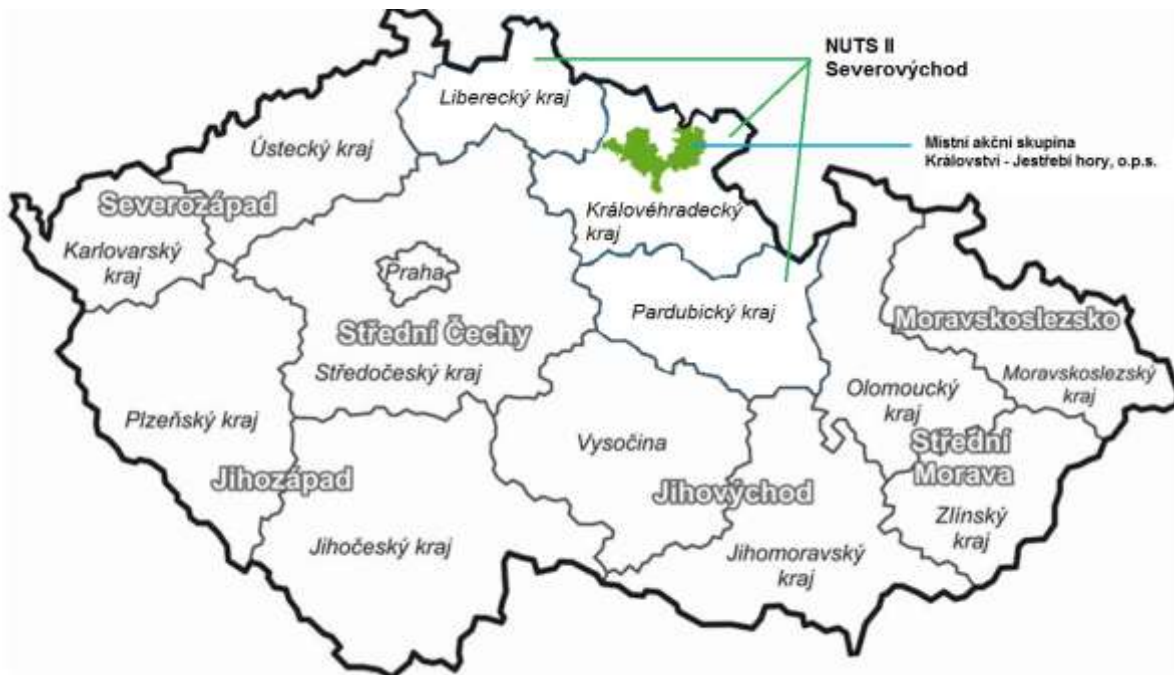 NUTS II
Severovýchod
Liberecký kraj
Místní akční skupina
Království - Jestřebí hory, o.p.s.
Ústecký kraj
Severozápad
Královéhradecký
kraj
Karlovarský
kraj
Praha
Pardubický kraj
Moravskoslezsko
Střední Čechy
Středočeský kraj
Moravskoslezský
kraj
Olomoucký
kraj
Plzeňský kraj
Vysočina
Střední
Morava
Jihozápad
Jihovýchod
Zlínský
kraj
Jihočeský kraj
Jihomoravský
kraj